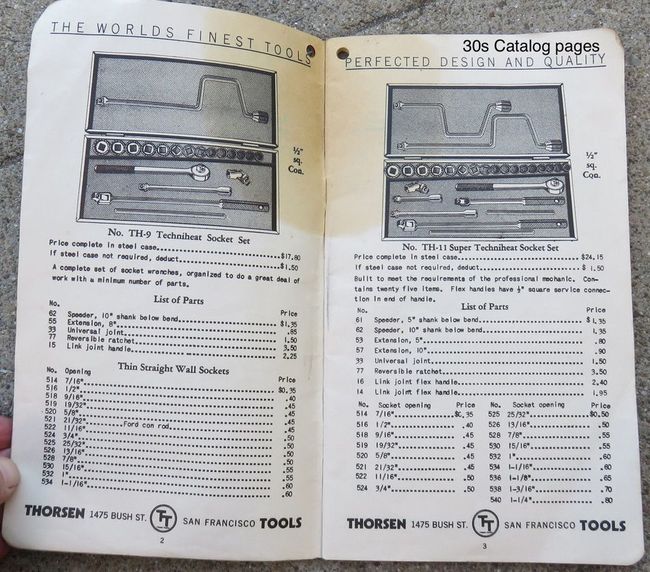 30s Catalog pages
THE WORLDS FINEST TOOLS
½"
sq.
Con.
No. TH-9 Techniheat Socket Set
Price complete in steel case $17.80
If steel case not required, deduct $1.50
A complete set of socket wrenches, organized to do a great deal of
work with a minimum number of parts.
List of Parts
No. Price
62 Speeder, 10" shank below bend $1.35
55 Extension, 8" .85
33 Universal joint 1.50
77 Reversible ratchet 3.50
15 Link joint handle 2.25
Thin Straight Wall Sockets
No. Opening Price
514 7/16" $0.35
516 1/2" .40
518 9/16" .45
519 19/32" .45
520 5/8" .45
521 21/32" Ford con rod .45
522 11/16" .50
524 3/4" .50
525 25/32" .50
526 13/16" .50
528 7/8" .55
530 15/16" .55
532 1" .60
534 1-1/16" .60
THORSEN 1475 BUSH ST. TT SAN FRANCISCO TOOLS
2
PERFECTED DESIGN AND QUALITY
½"
sq.
Con.
No. TH-11 Super Techniheat Socket Set
Price complete in steel case $24.15
If steel case not required, deduct $1.50
Built to meet the requirements of the professional mechanic. Con-
tains twenty five items. Flex handles have ½" square service connec-
tion in end of handle.
List of Parts
No. Price
61 Speeder, 5" shank below bend $1.35
62 Speeder, 10" shank below bend 1.35
53 Extension, 5" .80
57 Extension, 10" .90
33 Universal joint 1.50
77 Reversible ratchet 3.50
16 Link joint flex handle 2.40
14 Link joint flex handle 1.95
No. Socket opening Price No. Socket opening Price
514 7/16" $0.35 525 25/32" $0.50
516 1/2" .40 526 13/16" .50
518 9/16" .45 528 7/8" .55
519 19/32" .45 530 15/16" .55
520 5/8" .45 532 1" .60
521 21/32" .45 534 1-1/16" .60
522 11/16" .50 536 1-1/8" .65
524 3/4" .50 538 1-3/16" .70
540 1-1/4" .80
THORSEN 1475 BUSH ST. TT SAN FRANCISCO TOOLS
3